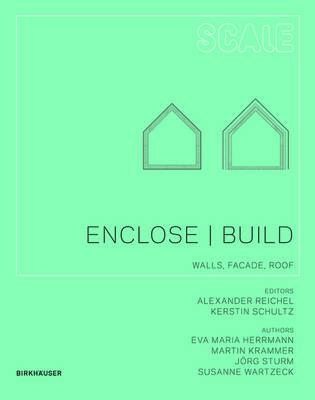 SCALE
ENCLOSE | BUILD
WALLS, FACADE, ROOF
EDITORS
ALEXANDER REICHEL
KERSTIN SCHULTZ
AUTHORS
EVA MARIA HERRMANN
MARTIN KRAMMER
JÖRG STURM
SUSANNE WARTZECK
BIRKHÄUSER